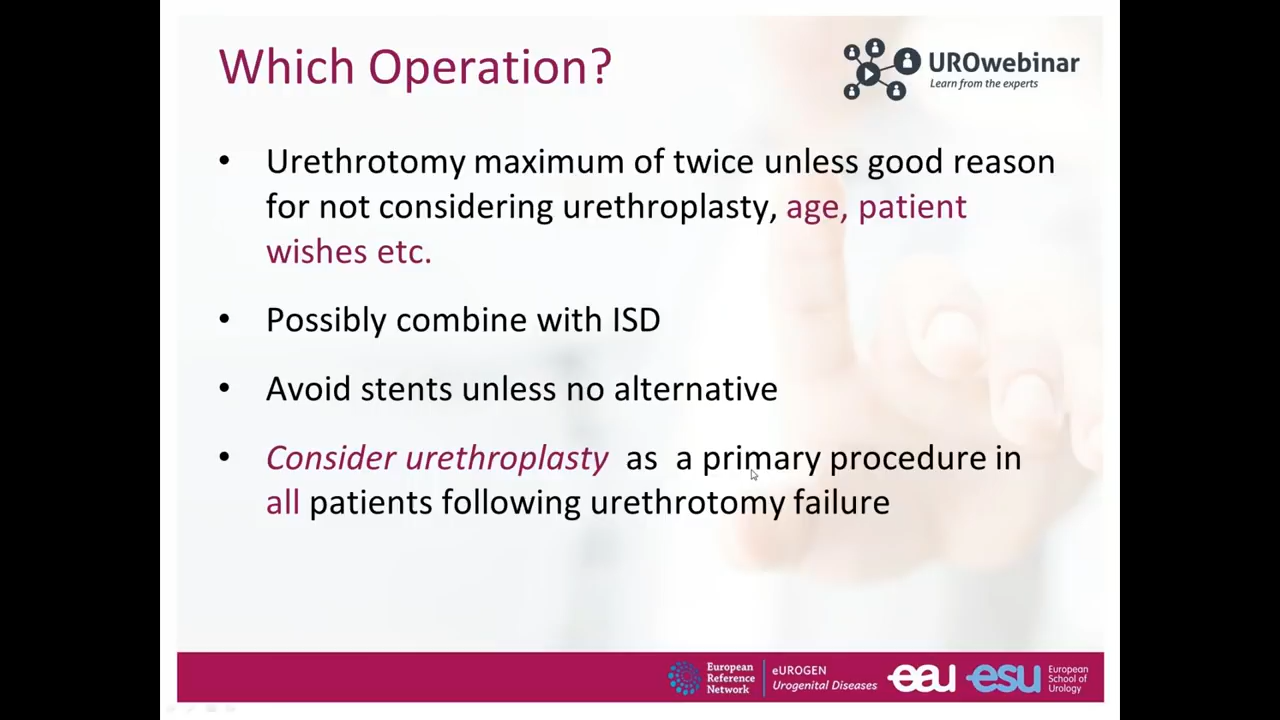 Which Operation?
UROwebinar
Learn from the experts
• Urethrotomy maximum of twice unless good reason
for not considering urethroplasty, age, patient
wishes etc.
• Possibly combine with ISD
• Avoid stents unless no alternative
• Consider urethroplasty as a primary procedure in
all patients following urethrotomy failure
European
Reference
Network
eUROGEN
Urogenital Diseases
eau
esu
European
School of
Urology